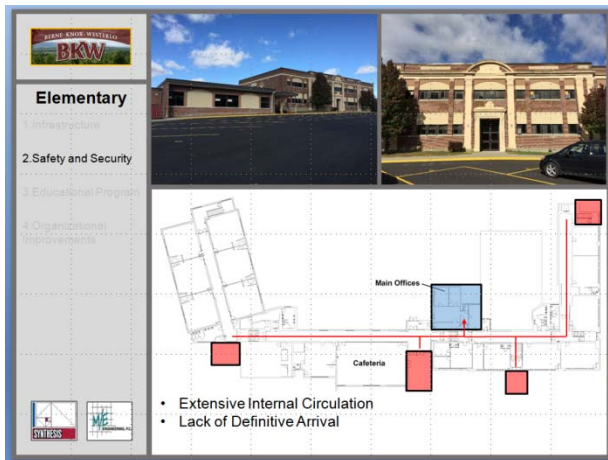 BERNE-KNOX-WESTERLO
BKW
Elementary
1.Infrastructure
2.Safety and Security
3.Educational Program
4.Organizational
Improvements
Main Offices
Cafeteria
• Extensive Internal Circulation
• Lack of Definitive Arrival
SYNTHESIS
ENGINEERING, P.C.